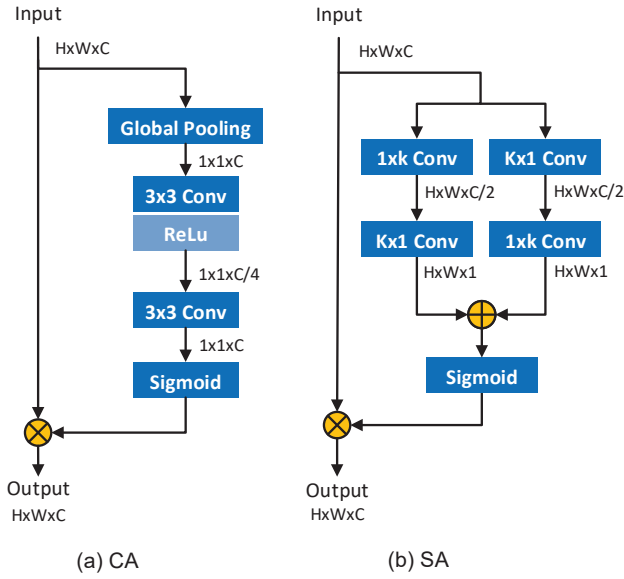 Input
HxWxC
Global Pooling
1x1xC
3x3 Conv
ReLu
1x1xC/4
3x3 Conv
1x1xC
Sigmoid
Output
HxWxC
(a) CA
Input
HxWxC
1xk Conv
Kx1 Conv
HxWxC/2
HxWxC/2
Kx1 Conv
1xk Conv
HxWx1
HxWx1
Sigmoid
Output
HxWxC
(b) SA